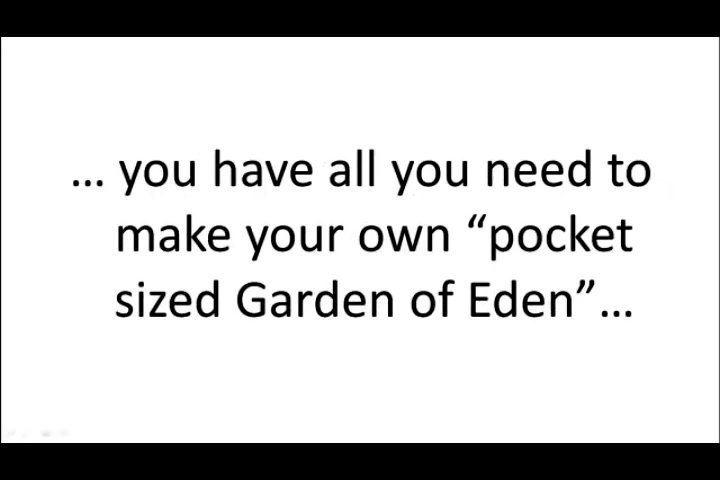 … you have all you need to
make your own “pocket
sized Garden of Eden”…